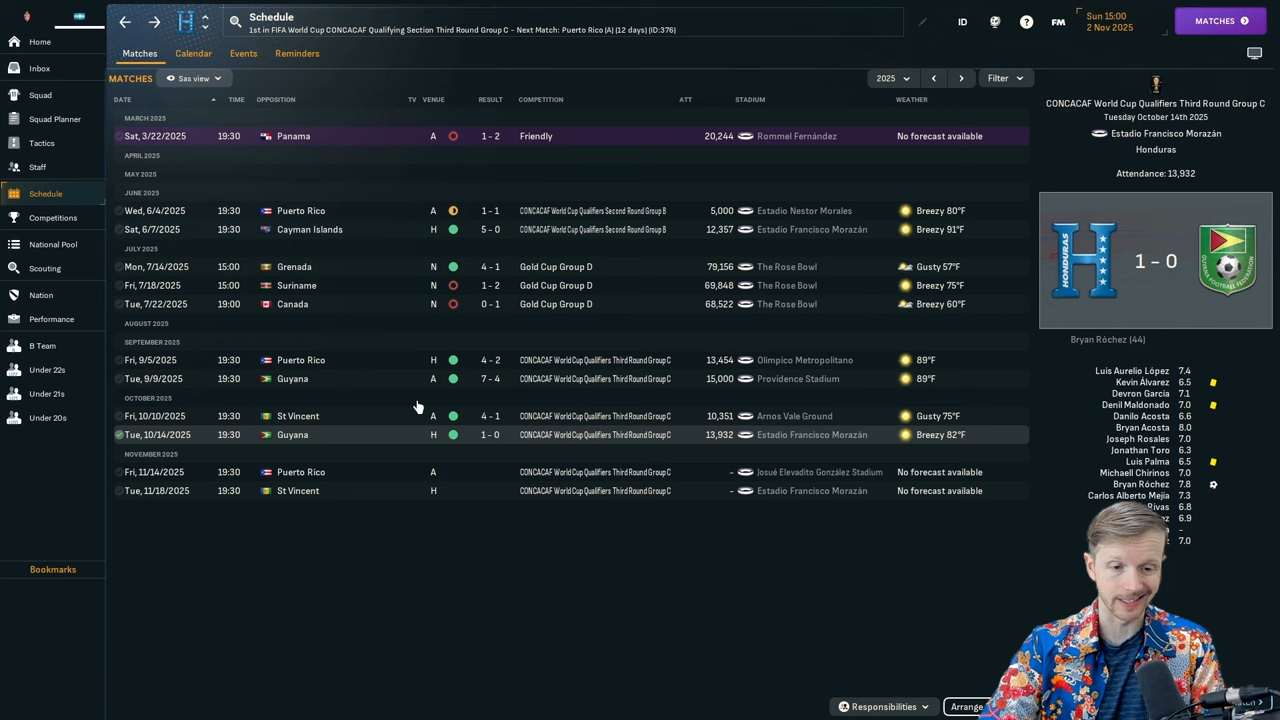 Schedule
1st in FIFA World Cup CONCACAF Qualifying Section Third Round Group C - Next Match: Puerto Rico (A) (12 days) (ID:376)
ID
?
FM
Sun 15:00
2 Nov 2025
MATCHES
Home
Inbox
Squad
Squad Planner
Tactics
Staff
Schedule
Competitions
National Pool
Scouting
Nation
Performance
B Team
Under 22s
Under 21s
Under 20s
Bookmarks
Matches Calendar Events Reminders
MATCHES Sas view 2025 Filter
DATE TIME OPPOSITION TV VENUE RESULT COMPETITION ATT STADIUM WEATHER
MARCH 2025
Sat, 3/22/2025 19:30 Panama A 1 - 2 Friendly 20,244 Rommel Fernández No forecast available
APRIL 2025
MAY 2025
JUNE 2025
Wed, 6/4/2025 19:30 Puerto Rico A 1 - 1 CONCACAF World Cup Qualifiers Second Round Group B 5,000 Estadio Nestor Morales Breezy 80°F
Sat, 6/7/2025 19:30 Cayman Islands H 5 - 0 CONCACAF World Cup Qualifiers Second Round Group B 12,357 Estadio Francisco Morazán Breezy 91°F
JULY 2025
Mon, 7/14/2025 15:00 Grenada N 4 - 1 Gold Cup Group D 79,156 The Rose Bowl Gusty 57°F
Fri, 7/18/2025 15:00 Suriname N 1 - 2 Gold Cup Group D 69,848 The Rose Bowl Breezy 75°F
Tue, 7/22/2025 19:00 Canada N 0 - 1 Gold Cup Group D 68,522 The Rose Bowl Breezy 60°F
AUGUST 2025
SEPTEMBER 2025
Fri, 9/5/2025 19:30 Puerto Rico H 4 - 2 CONCACAF World Cup Qualifiers Third Round Group C 13,454 Olimpico Metropolitano 89°F
Tue, 9/9/2025 19:30 Guyana A 7 - 4 CONCACAF World Cup Qualifiers Third Round Group C 15,000 Providence Stadium 89°F
OCTOBER 2025
Fri, 10/10/2025 19:30 St Vincent A 4 - 1 CONCACAF World Cup Qualifiers Third Round Group C 10,351 Arnos Vale Ground Gusty 75°F
Tue, 10/14/2025 19:30 Guyana H 1 - 0 CONCACAF World Cup Qualifiers Third Round Group C 13,932 Estadio Francisco Morazán Breezy 82°F
NOVEMBER 2025
Fri, 11/14/2025 19:30 Puerto Rico A CONCACAF World Cup Qualifiers Third Round Group C - Josué Elevadito González Stadium No forecast available
Tue, 11/18/2025 19:30 St Vincent H CONCACAF World Cup Qualifiers Third Round Group C - Estadio Francisco Morazán No forecast available
CONCACAF World Cup Qualifiers Third Round Group C
Tuesday October 14th 2025
Estadio Francisco Morazán
Honduras
Attendance: 13,932
HONDURAS
1 - 0
Bryan Róchez (44)
Luis Aurelio López 7.4
Kevin Álvarez 6.5
Devron García 7.1
Denil Maldonado 7.0
Danilo Acosta 6.6
Bryan Acosta 8.0
Joseph Rosales 7.0
Jonathan Toro 6.3
Luis Palma 6.5
Michaell Chirinos 7.0
Bryan Róchez 7.8
Carlos Alberto Mejía 7.3
Rivas 6.8
6.9
-
7.0
Responsibilities
Arrange